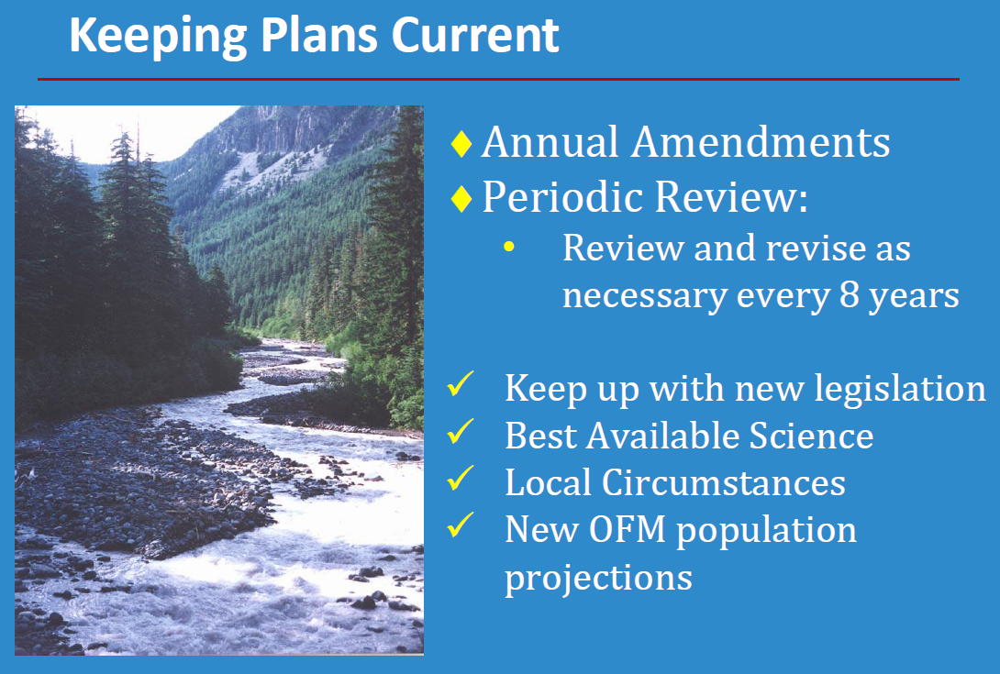 Keeping Plans Current
Annual Amendments
Periodic Review:
Review and revise as
necessary every 8 years
Keep up with new legislation
Best Available Science
Local Circumstances
New OFM population
projections